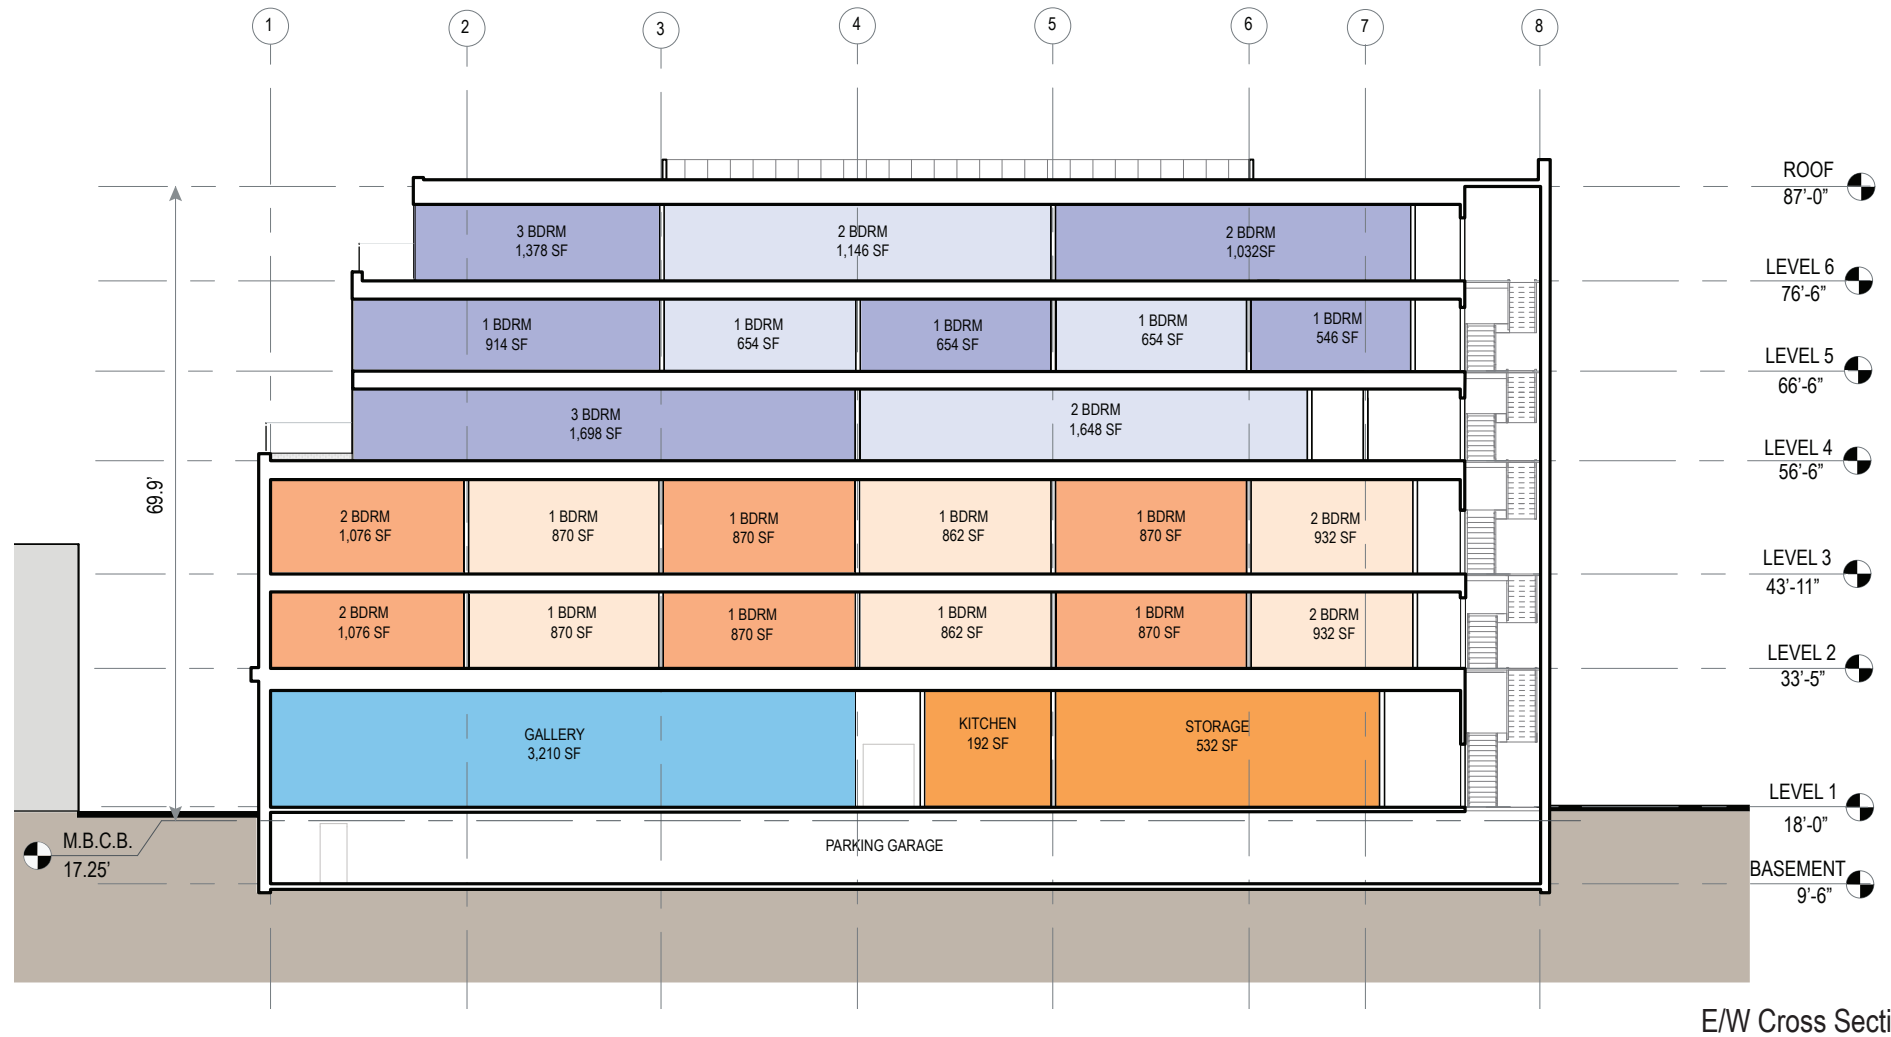 1
2
3
4
5
6
7
8
ROOF
87’-0”
3 BDRM
1,378 SF
2 BDRM
1,146 SF
2 BDRM
1,032SF
LEVEL 6
76’-6”
1 BDRM
914 SF
1 BDRM
654 SF
1 BDRM
654 SF
1 BDRM
654 SF
1 BDRM
546 SF
LEVEL 5
66’-6”
3 BDRM
1,698 SF
2 BDRM
1,648 SF
LEVEL 4
56’-6”
69.9’
2 BDRM
1,076 SF
1 BDRM
870 SF
1 BDRM
870 SF
1 BDRM
862 SF
1 BDRM
870 SF
2 BDRM
932 SF
LEVEL 3
43’-11”
2 BDRM
1,076 SF
1 BDRM
870 SF
1 BDRM
870 SF
1 BDRM
862 SF
1 BDRM
870 SF
2 BDRM
932 SF
LEVEL 2
33’-5”
GALLERY
3,210 SF
KITCHEN
192 SF
STORAGE
532 SF
LEVEL 1
18’-0”
M.B.C.B.
17.25’
PARKING GARAGE
BASEMENT
9’-6”
E/W Cross Secti